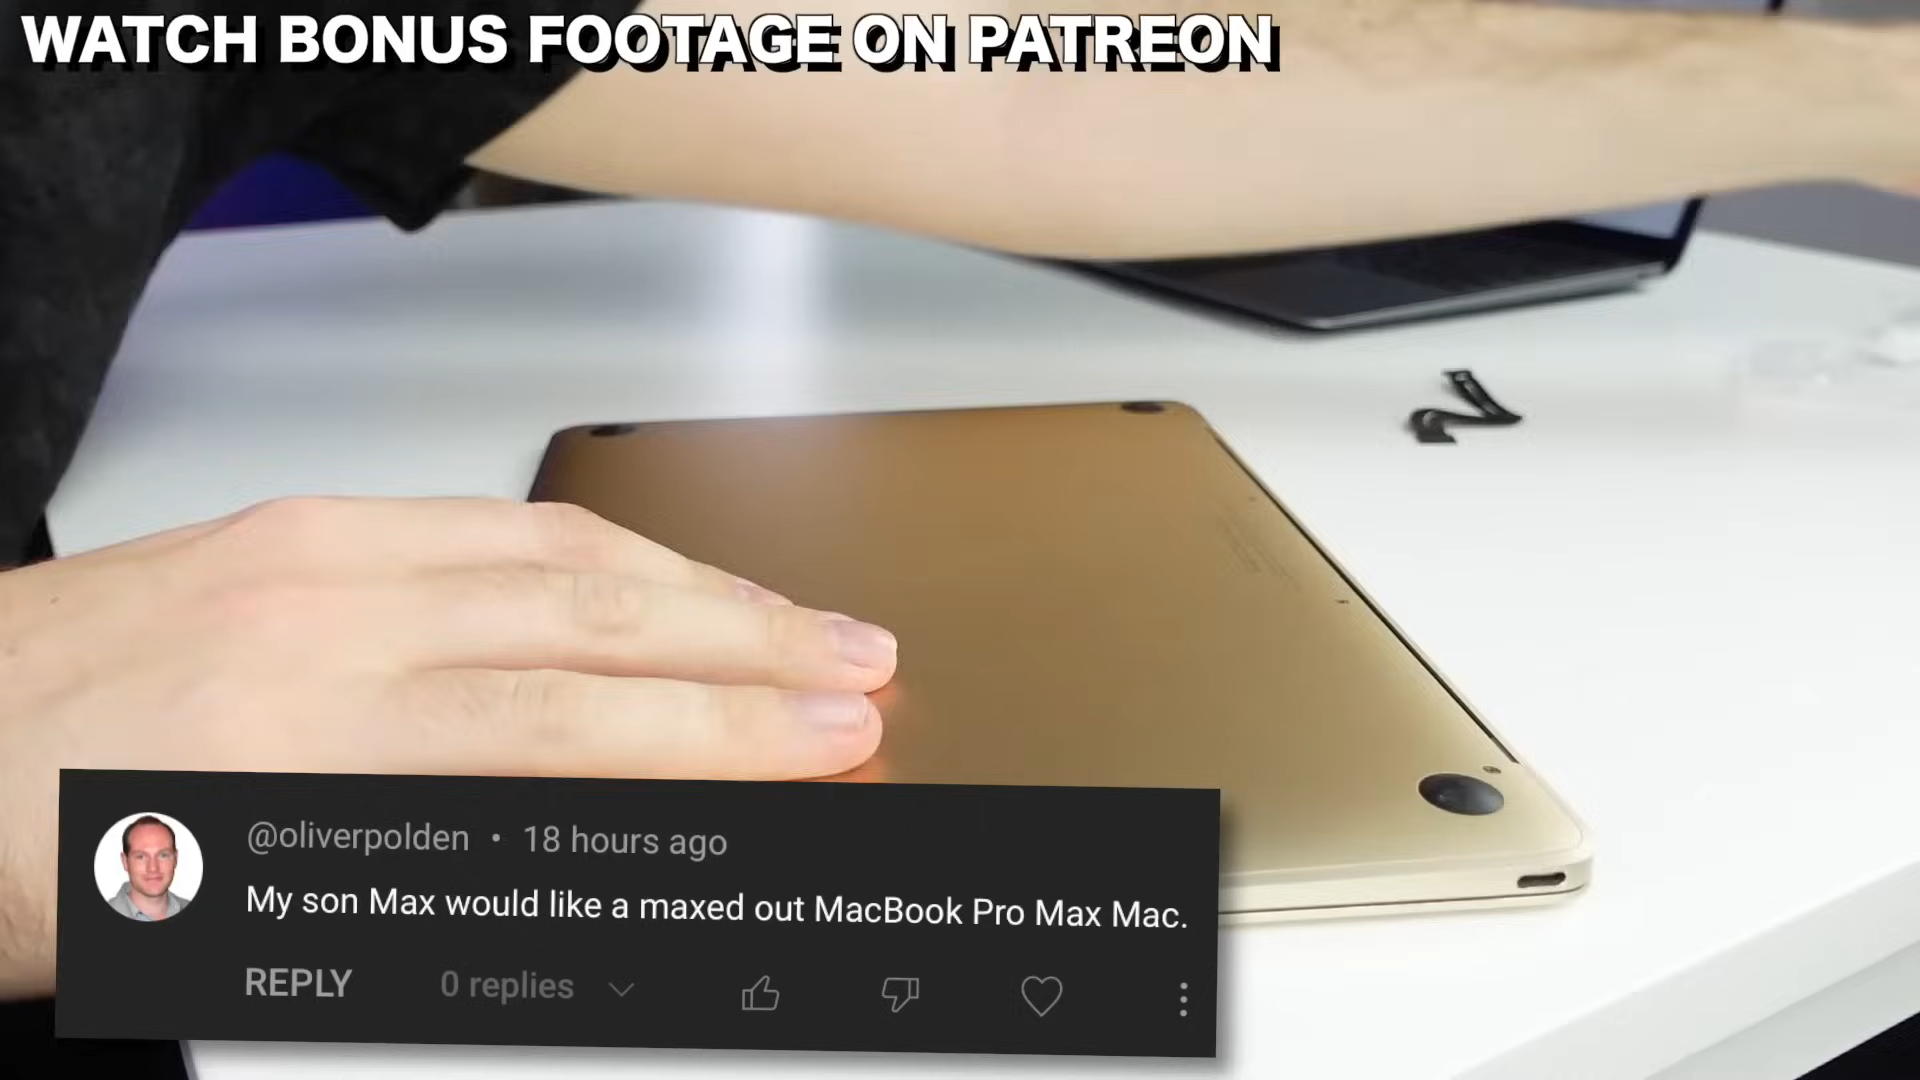 WATCH BONUS FOOTAGE ON PATREON
@oliverpolden • 18 hours ago
My son Max would like a maxed out MacBook Pro Max Mac.
REPLY 0 replies